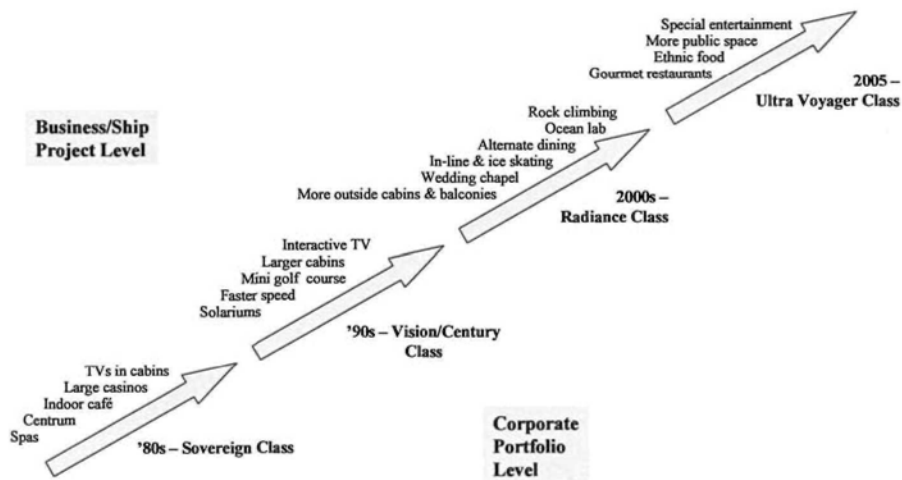 Special entertainment
More public space
Ethnic food
Gourmet restaurants
2005 –
Ultra Voyager Class
Business/Ship
Project Level
Rock climbing
Ocean lab
Alternate dining
In-line & ice skating
Wedding chapel
More outside cabins & balconies
2000s –
Radiance Class
Interactive TV
Larger cabins
Mini golf course
Faster speed
Solariums
’90s – Vision/Century
Class
TVs in cabins
Large casinos
Indoor café
Centrum
Spas
’80s – Sovereign Class
Corporate
Portfolio
Level